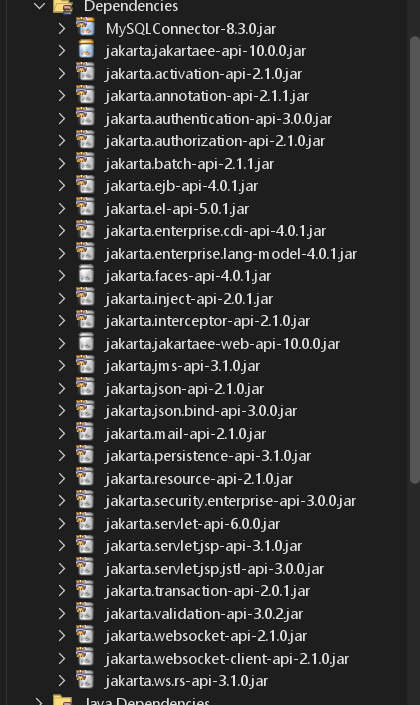 Dependencies
MySQLConnector-8.3.0.jar
jakarta.jakartaee-api-10.0.0.jar
jakarta.activation-api-2.1.0.jar
jakarta.annotation-api-2.1.1.jar
jakarta.authentication-api-3.0.0.jar
jakarta.authorization-api-2.1.0.jar
jakarta.batch-api-2.1.1.jar
jakarta.ejb-api-4.0.1.jar
jakarta.el-api-5.0.1.jar
jakarta.enterprise.cdi-api-4.0.1.jar
jakarta.enterprise.lang-model-4.0.1.jar
jakarta.faces-api-4.0.1.jar
jakarta.inject-api-2.0.1.jar
jakarta.interceptor-api-2.1.0.jar
jakarta.jakartaee-web-api-10.0.0.jar
jakarta.jms-api-3.1.0.jar
jakarta.json-api-2.1.0.jar
jakarta.json.bind-api-3.0.0.jar
jakarta.mail-api-2.1.0.jar
jakarta.persistence-api-3.1.0.jar
jakarta.resource-api-2.1.0.jar
jakarta.security.enterprise-api-3.0.0.jar
jakarta.servlet-api-6.0.0.jar
jakarta.servlet.jsp-api-3.1.0.jar
jakarta.servlet.jsp.jstl-api-3.0.0.jar
jakarta.transaction-api-2.0.1.jar
jakarta.validation-api-3.0.2.jar
jakarta.websocket-api-2.1.0.jar
jakarta.websocket-client-api-2.1.0.jar
jakarta.ws.rs-api-3.1.0.jar
Java Dependencies